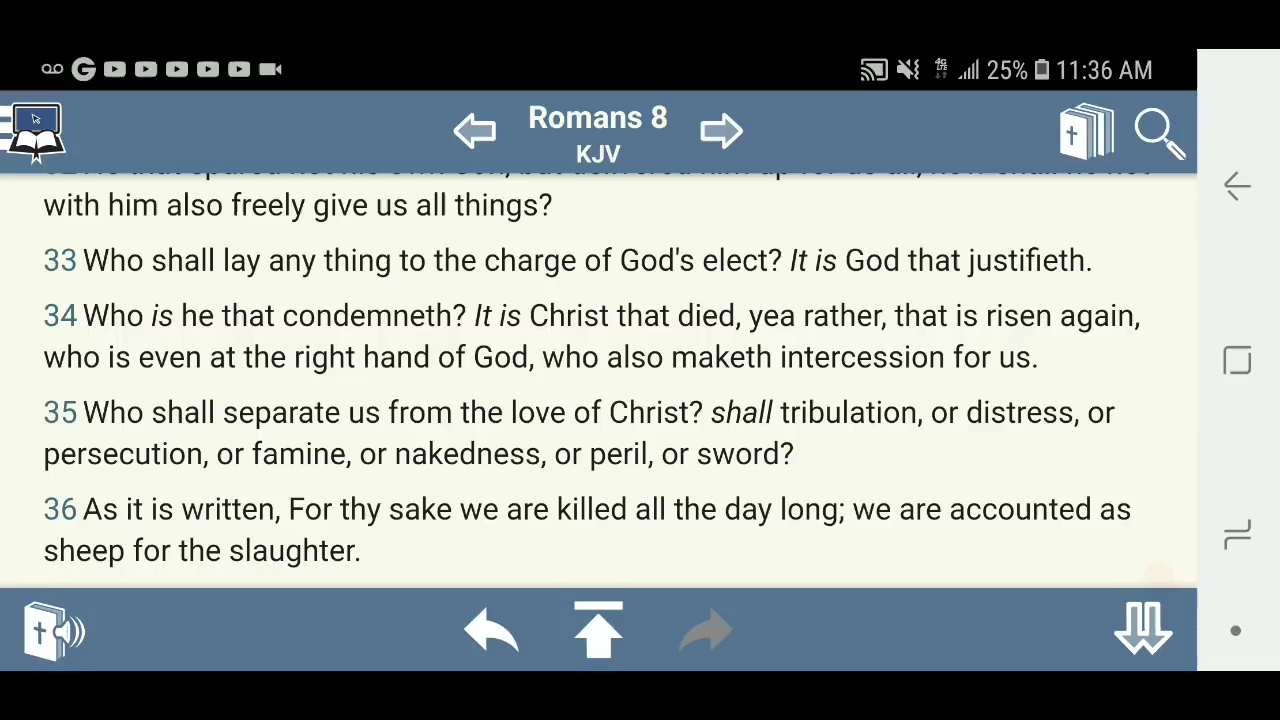 25% 11:36 AM
Romans 8
KJV
with him also freely give us all things?
33 Who shall lay any thing to the charge of God's elect? It is God that justifieth.
34 Who is he that condemneth? It is Christ that died, yea rather, that is risen again,
who is even at the right hand of God, who also maketh intercession for us.
35 Who shall separate us from the love of Christ? shall tribulation, or distress, or
persecution, or famine, or nakedness, or peril, or sword?
36 As it is written, For thy sake we are killed all the day long; we are accounted as
sheep for the slaughter.